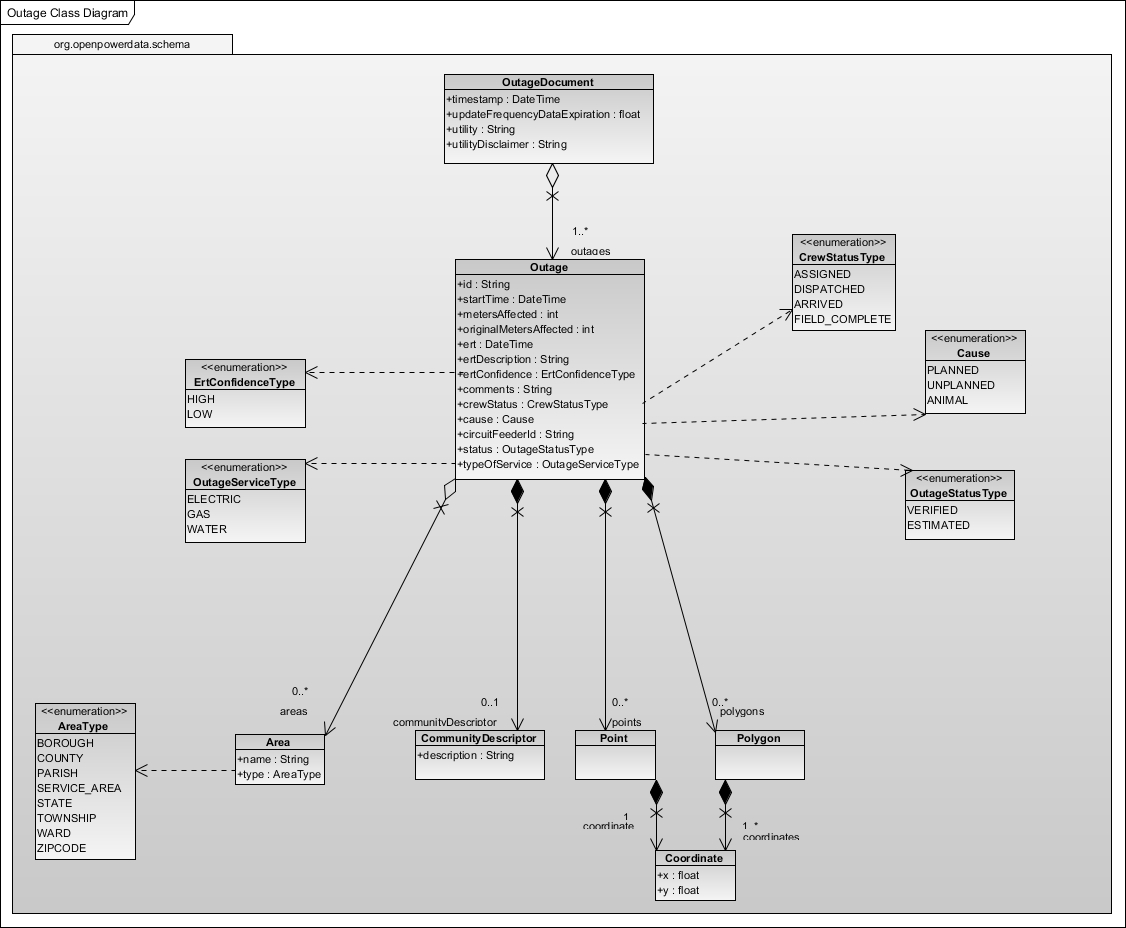 Outage Class Diagram
org.openpowerdata.schema
OutageDocument
+timestamp : DateTime
+updateFrequencyDataExpiration : float
+utility : String
+utilityDisclaimer : String
1..*
outages
Outage
+id : String
+startTime : DateTime
+metersAffected : int
+originalMetersAffected : int
+ert : DateTime
+ertDescription : String
+ertConfidence : ErtConfidenceType
+comments : String
+crewStatus : CrewStatusType
+cause : Cause
+circuitFeederId : String
+status : OutageStatusType
+typeOfService : OutageServiceType
<<enumeration>>
CrewStatusType
ASSIGNED
DISPATCHED
ARRIVED
FIELD_COMPLETE
<<enumeration>>
Cause
PLANNED
UNPLANNED
ANIMAL
<<enumeration>>
ErtConfidenceType
HIGH
LOW
<<enumeration>>
OutageServiceType
ELECTRIC
GAS
WATER
<<enumeration>>
OutageStatusType
VERIFIED
ESTIMATED
0..*
areas
0..1
communityDescriptor
0..*
points
0..*
polygons
<<enumeration>>
AreaType
BOROUGH
COUNTY
PARISH
SERVICE_AREA
STATE
TOWNSHIP
WARD
ZIPCODE
Area
+name : String
+type : AreaType
CommunityDescriptor
+description : String
Point
Polygon
1
coordinate
1..*
coordinates
Coordinate
+x : float
+y : float